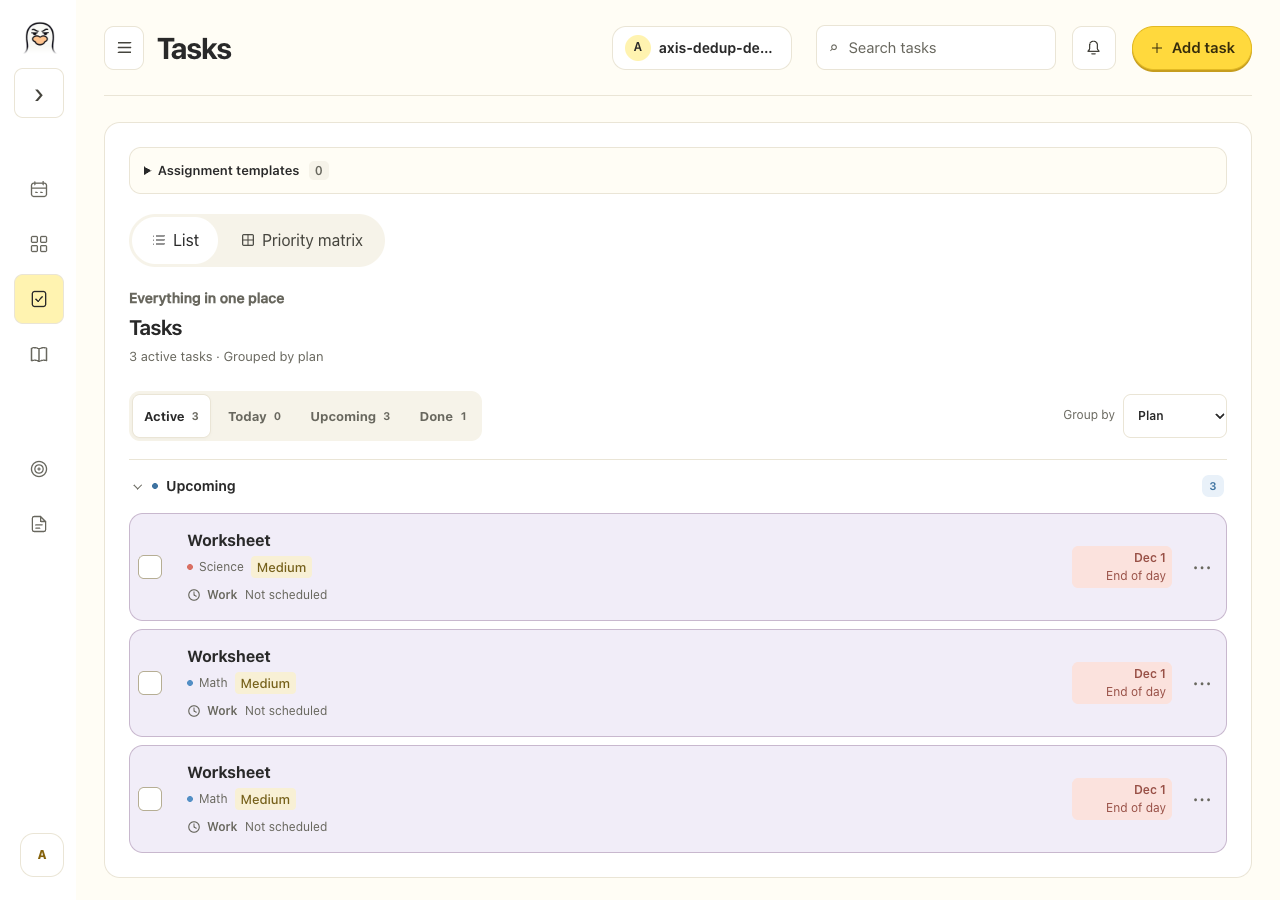 Tasks
A axis-dedup-de...
Search tasks
Add task
Assignment templates 0
List
Priority matrix
Everything in one place
Tasks
3 active tasks · Grouped by plan
Active 3
Today 0
Upcoming 3
Done 1
Group by
Plan
Upcoming
3
Worksheet
Science Medium
Work Not scheduled
Dec 1
End of day
Worksheet
Math Medium
Work Not scheduled
Dec 1
End of day
Worksheet
Math Medium
Work Not scheduled
Dec 1
End of day
A